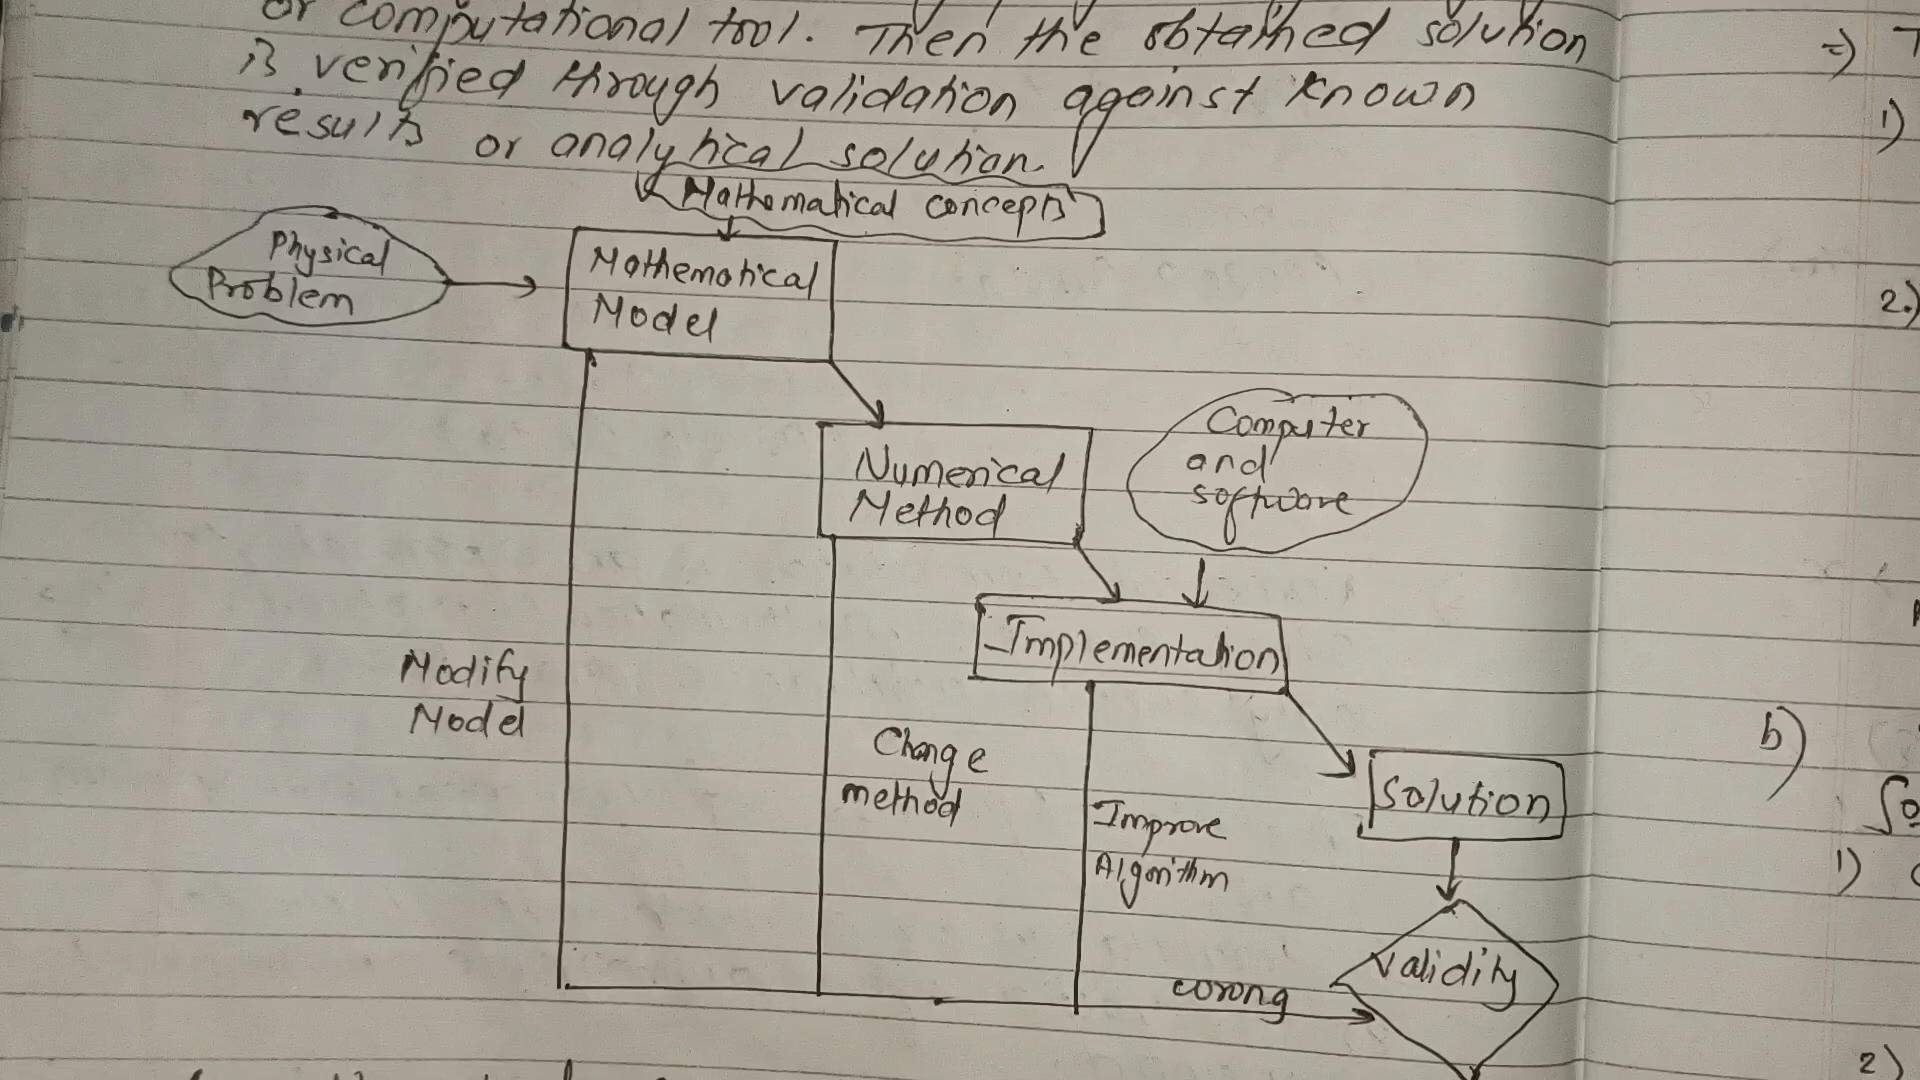 or computational tool. Then the obtained solution
is verified through validation against known
results or analytical solution.
Mathematical concepts
Physical
Problem
Mathematical
Model
Computer
and
software
Numerical
Method
Implementation
Modify
Model
Change
method
Improve
Algorithm
Solution
validity
wrong
=)
1)
2.)
b)
1)
2)